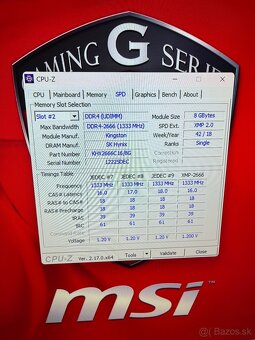 GAMING G SERIES
CPU-Z
CPU Mainboard Memory SPD Graphics Bench About
Memory Slot Selection
Slot #2 DDR4 (UDIMM) Module Size 8 GBytes
Max Bandwidth DDR4-2666 (1333 MHz) SPD Ext. XMP 2.0
Module Manuf. Kingston Week/Year 42 / 18
DRAM Manuf. SK Hynix Ranks Single
Part Number KHX2666C16/8G Correction
Serial Number Registered
Timings Table
JEDEC #7 JEDEC #8 JEDEC #9 XMP-2666
Frequency 1333 MHz 1333 MHz 1333 MHz 1333 MHz
CAS# Latency 16.0 17.0 18.0 16.0
RAS# to CAS# 18 18 18 18
RAS# Precharge 18 18 18 18
tRAS 39 39 39 39
tRC 61 61 61 61
Command Rate
Voltage 1.20 V 1.20 V 1.20 V 1.200 V
CPU-Z Ver. 2.17.0.x64 Tools Validate Close
msi
bazos.sk